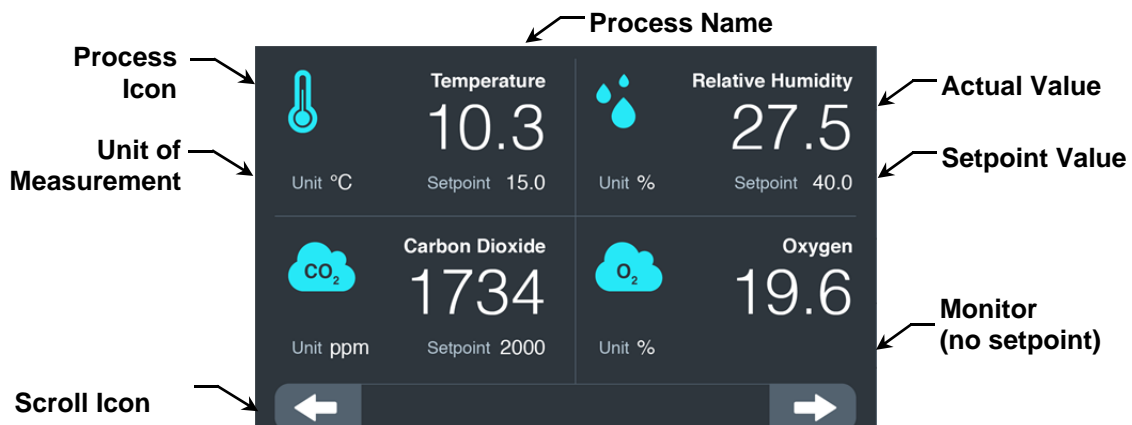 Process Name
Process
Icon
Temperature
Relative Humidity
Actual Value
10.3
27.5
Unit of
Measurement
Unit °C
Setpoint 15.0
Unit %
Setpoint 40.0
Setpoint Value
Carbon Dioxide
Oxygen
CO₂
1734
O₂
19.6
Monitor
(no setpoint)
Unit ppm
Setpoint 2000
Unit %
Scroll Icon